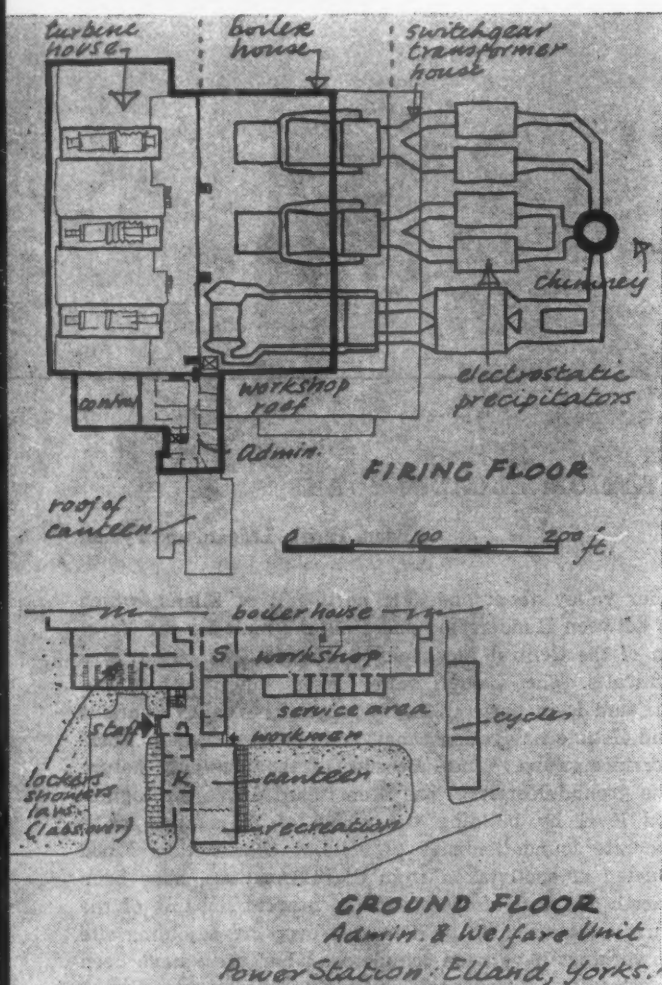 turbine house
boiler house
switchgear transformer house
chimney
electrostatic precipitators
control
workshop roof
Admin.
FIRING FLOOR
roof of canteen
0 100 200 ft.
boiler house
S
workshop
service area
staff
workmen
cycles
lockers
showers
lavs.
(labs over)
K
canteen
recreation
GROUND FLOOR
Admin. & Welfare Unit
Power Station: Elland, Yorks.